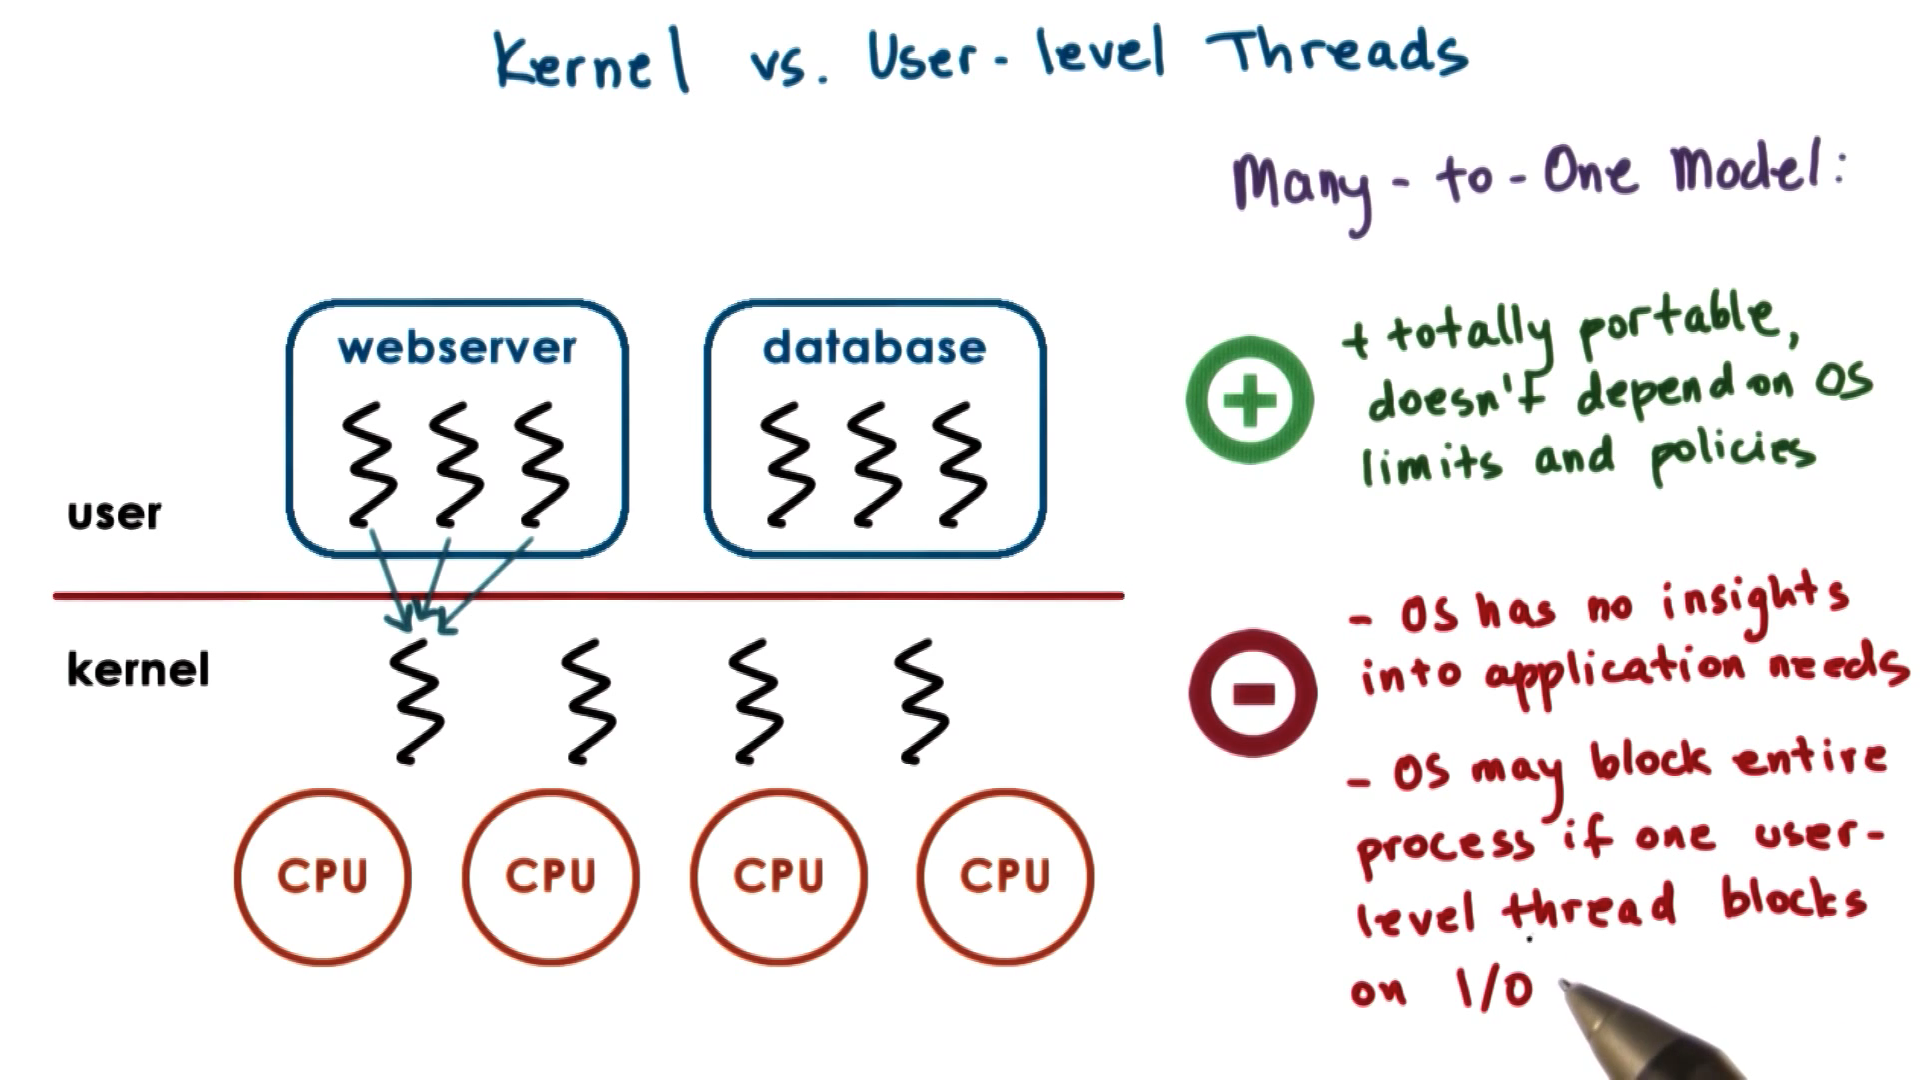 Kernel vs. User-level Threads
Many-to-One Model:
webserver
database
user
kernel
CPU
CPU
CPU
CPU
+ totally portable,
doesn't depend on OS
limits and policies
- OS has no insights
into application needs
- OS may block entire
process if one user-
level thread blocks
on I/O